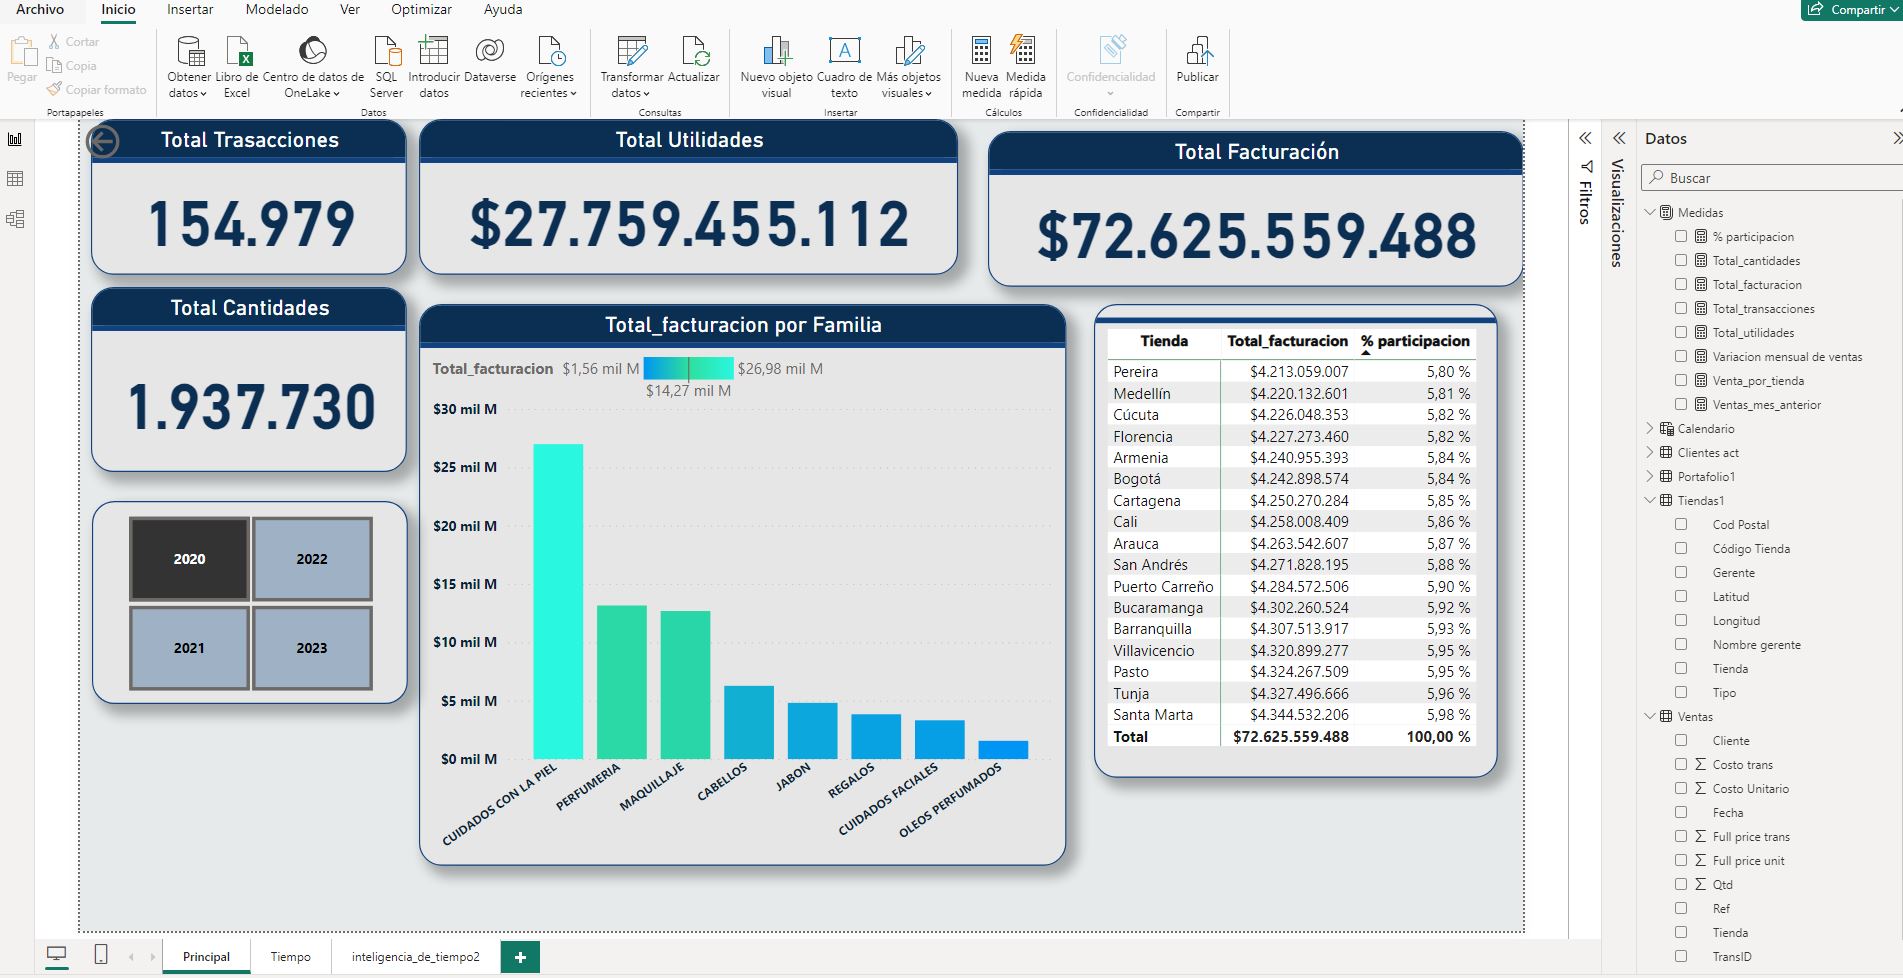 Archivo Inicio Insertar Modelado Ver Optimizar Ayuda
Compartir
Pegar
Cortar
Copia
Copiar formato
Portapapeles
Obtener datos
Libro de Excel
Centro de datos de OneLake
SQL Server
Introducir datos
Dataverse
Orígenes recientes
Datos
Transformar datos
Actualizar
Consultas
Nuevo objeto visual
Cuadro de texto
Más objetos visuales
Insertar
Nueva medida
Medida rápida
Cálculos
Confidencialidad
Confidencialidad
Publicar
Compartir
Total Trasacciones
154.979
Total Utilidades
$27.759.455.112
Total Facturación
$72.625.559.488
Total Cantidades
1.937.730
2020 2022
2021 2023
Total_facturacion por Familia
Total_facturacion $1,56 mil M $26,98 mil M
$14,27 mil M
$30 mil M
$25 mil M
$20 mil M
$15 mil M
$10 mil M
$5 mil M
$0 mil M
CUIDADOS CON LA PIEL
PERFUMERIA
MAQUILLAJE
CABELLOS
JABON
REGALOS
CUIDADOS FACIALES
OLEOS PERFUMADOS
Tienda Total_facturacion % participacion
Pereira $4.213.059.007 5,80 %
Medellín $4.220.132.601 5,81 %
Cúcuta $4.226.048.353 5,82 %
Florencia $4.227.273.460 5,82 %
Armenia $4.240.955.393 5,84 %
Bogotá $4.242.898.574 5,84 %
Cartagena $4.250.270.284 5,85 %
Cali $4.258.008.409 5,86 %
Arauca $4.263.542.607 5,87 %
San Andrés $4.271.828.195 5,88 %
Puerto Carreño $4.284.572.506 5,90 %
Bucaramanga $4.302.260.524 5,92 %
Barranquilla $4.307.513.917 5,93 %
Villavicencio $4.320.899.277 5,95 %
Pasto $4.324.267.509 5,95 %
Tunja $4.327.496.666 5,96 %
Santa Marta $4.344.532.206 5,98 %
Total $72.625.559.488 100,00 %
Filtros
Visualizaciones
Datos
Buscar
Medidas
% participacion
Total_cantidades
Total_facturacion
Total_transacciones
Total_utilidades
Variacion mensual de ventas
Venta_por_tienda
Ventas_mes_anterior
Calendario
Clientes act
Portafolio1
Tiendas1
Cod Postal
Código Tienda
Gerente
Latitud
Longitud
Nombre gerente
Tienda
Tipo
Ventas
Cliente
Costo trans
Costo Unitario
Fecha
Full price trans
Full price unit
Qtd
Ref
Tienda
TransID
Principal Tiempo inteligencia_de_tiempo2